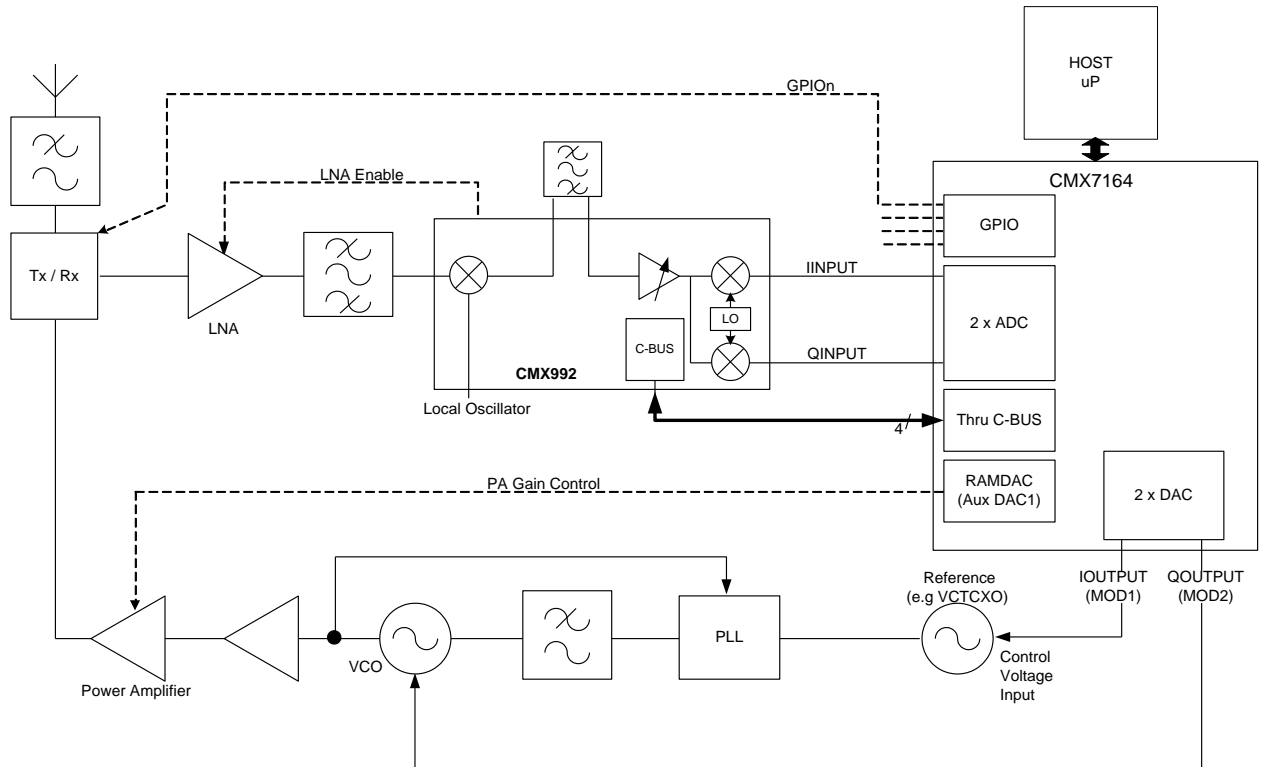 HOST
uP
GPIOn
CMX7164
LNA Enable
GPIO
Tx / Rx
IINPUT
LNA
LO
2 x ADC
C-BUS
QINPUT
CMX992
Local Oscillator
4
Thru C-BUS
PA Gain Control
RAMDAC
(Aux DAC1)
2 x DAC
Reference
(e.g VCTCXO)
IOUTPUT
(MOD1)
QOUTPUT
(MOD2)
PLL
VCO
Power Amplifier
Control
Voltage
Input